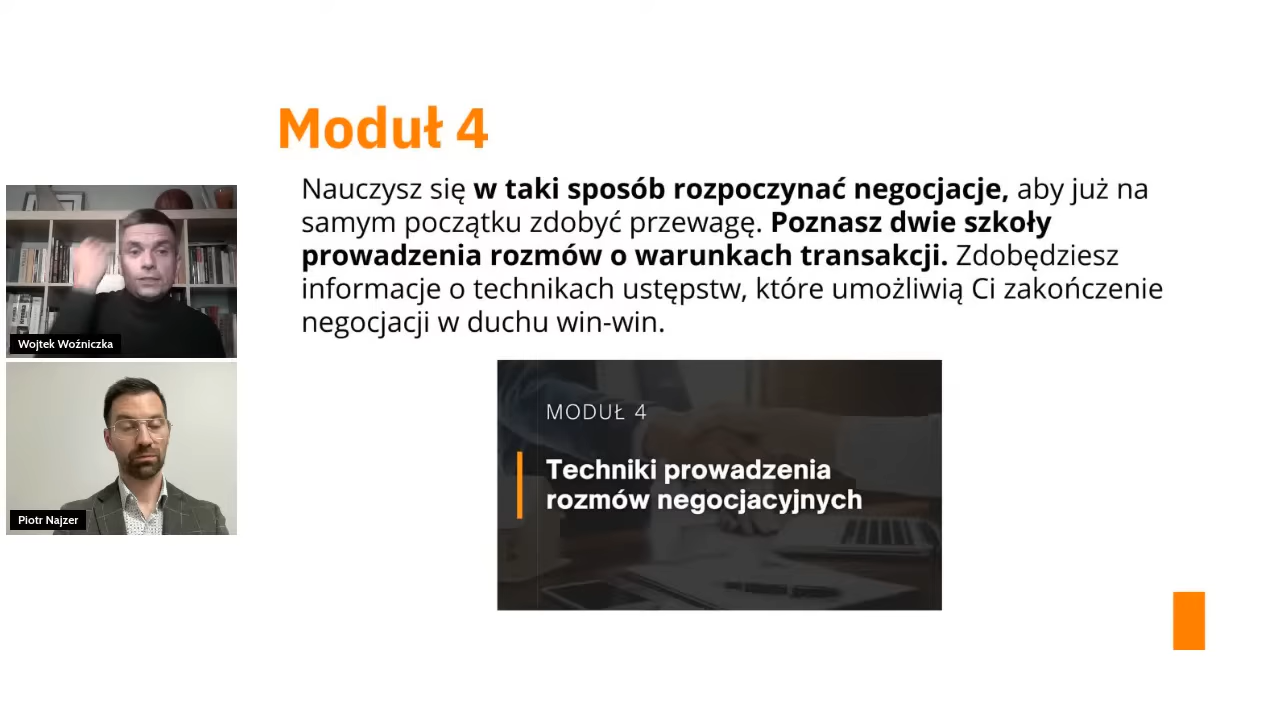 Moduł 4
Nauczysz się w taki sposób rozpoczynać negocjacje, aby już na
samym początku zdobyć przewagę. Poznasz dwie szkoły
prowadzenia rozmów o warunkach transakcji. Zdobędziesz
informacje o technikach ustępstw, które umożliwią Ci zakończenie
negocjacji w duchu win-win.
Wojtek Woźniczka
Piotr Najzer
MODUŁ 4
Techniki prowadzenia
rozmów negocjacyjnych